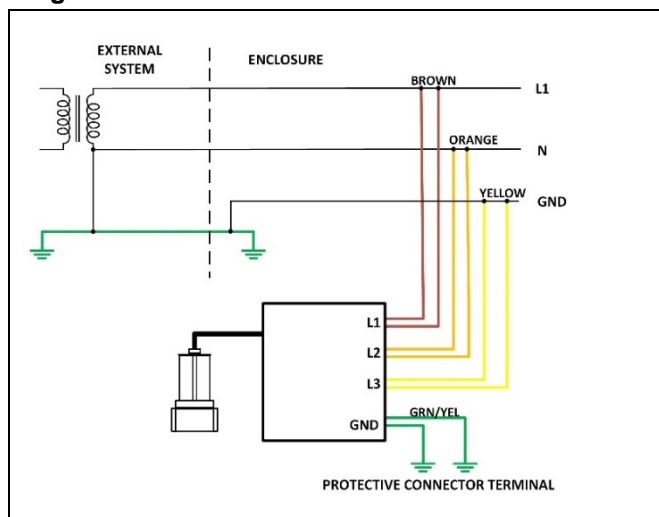 EXTERNAL
SYSTEM
ENCLOSURE
BROWN
L1
ORANGE
N
YELLOW
GND
L1
L2
L3
GRN/YEL
GND
PROTECTIVE CONNECTOR TERMINAL